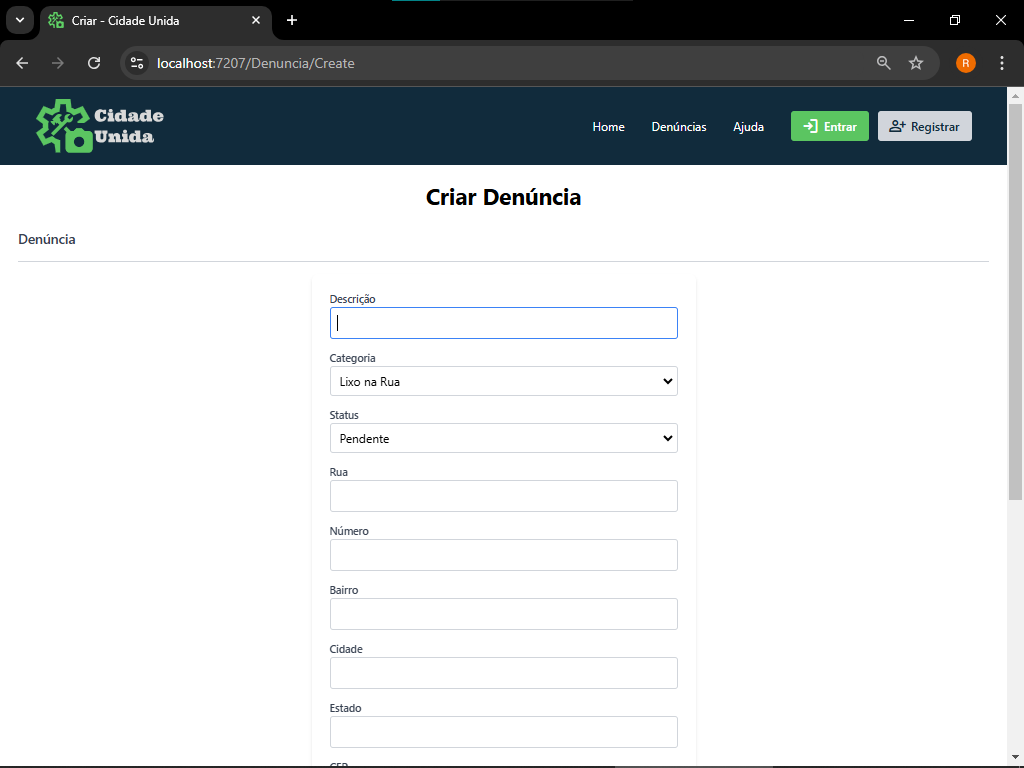 Criar - Cidade Unida
localhost:7207/Denuncia/Create
R
Cidade
Unida
Home
Denúncias
Ajuda
Entrar
Registrar
Criar Denúncia
Denúncia
Descrição
Categoria
Lixo na Rua
Status
Pendente
Rua
Número
Bairro
Cidade
Estado
CEP